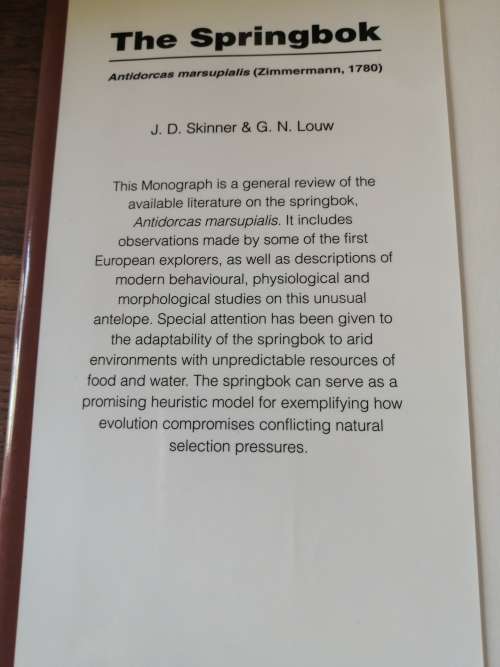 The Springbok
Antidorcas marsupialis (Zimmermann, 1780)
J. D. Skinner & G. N. Louw
This Monograph is a general review of the
available literature on the springbok,
Antidorcas marsupialis. It includes
observations made by some of the first
European explorers, as well as descriptions of
modern behavioural, physiological and
morphological studies on this unusual
antelope. Special attention has been given to
the adaptability of the springbok to arid
environments with unpredictable resources of
food and water. The springbok can serve as a
promising heuristic model for exemplifying how
evolution compromises conflicting natural
selection pressures.